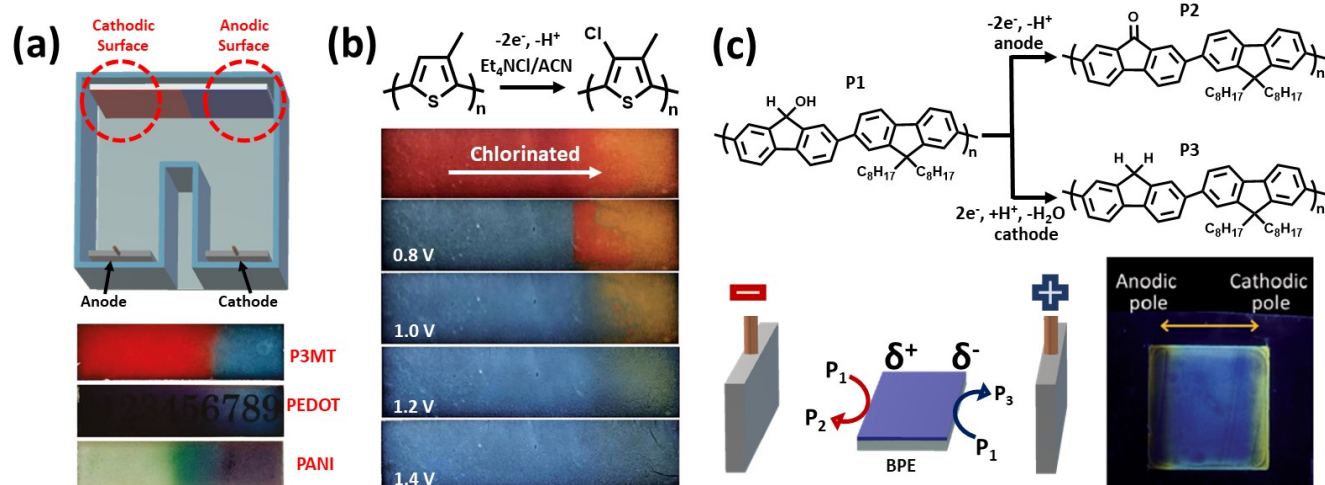 (a)
Cathodic
Surface
Anodic
Surface
Anode
Cathode
P3MT
PEDOT
123456789
PANI
(b)
S
n
-2e⁻, -H⁺
Et₄NCl/ACN
Cl
S
n
Chlorinated
0.8 V
1.0 V
1.2 V
1.4 V
(c)
P1
H OH
C₈H₁₇ C₈H₁₇
n
-2e⁻, -H⁺
anode
P2
O
C₈H₁₇ C₈H₁₇
n
2e⁻, +H⁺, -H₂O
cathode
P3
H H
C₈H₁₇ C₈H₁₇
n
−
+
δ⁺ δ⁻
P₁
P₂
P₃
P₁
BPE
Anodic
pole
Cathodic
pole